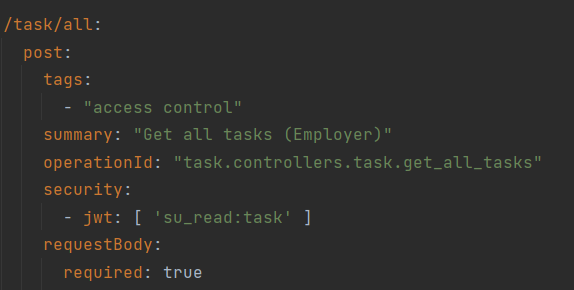 /task/all:
post:
tags:
- "access control"
summary: "Get all tasks (Employer)"
operationId: "task.controllers.task.get_all_tasks"
security:
- jwt: [ 'su_read:task' ]
requestBody:
required: true